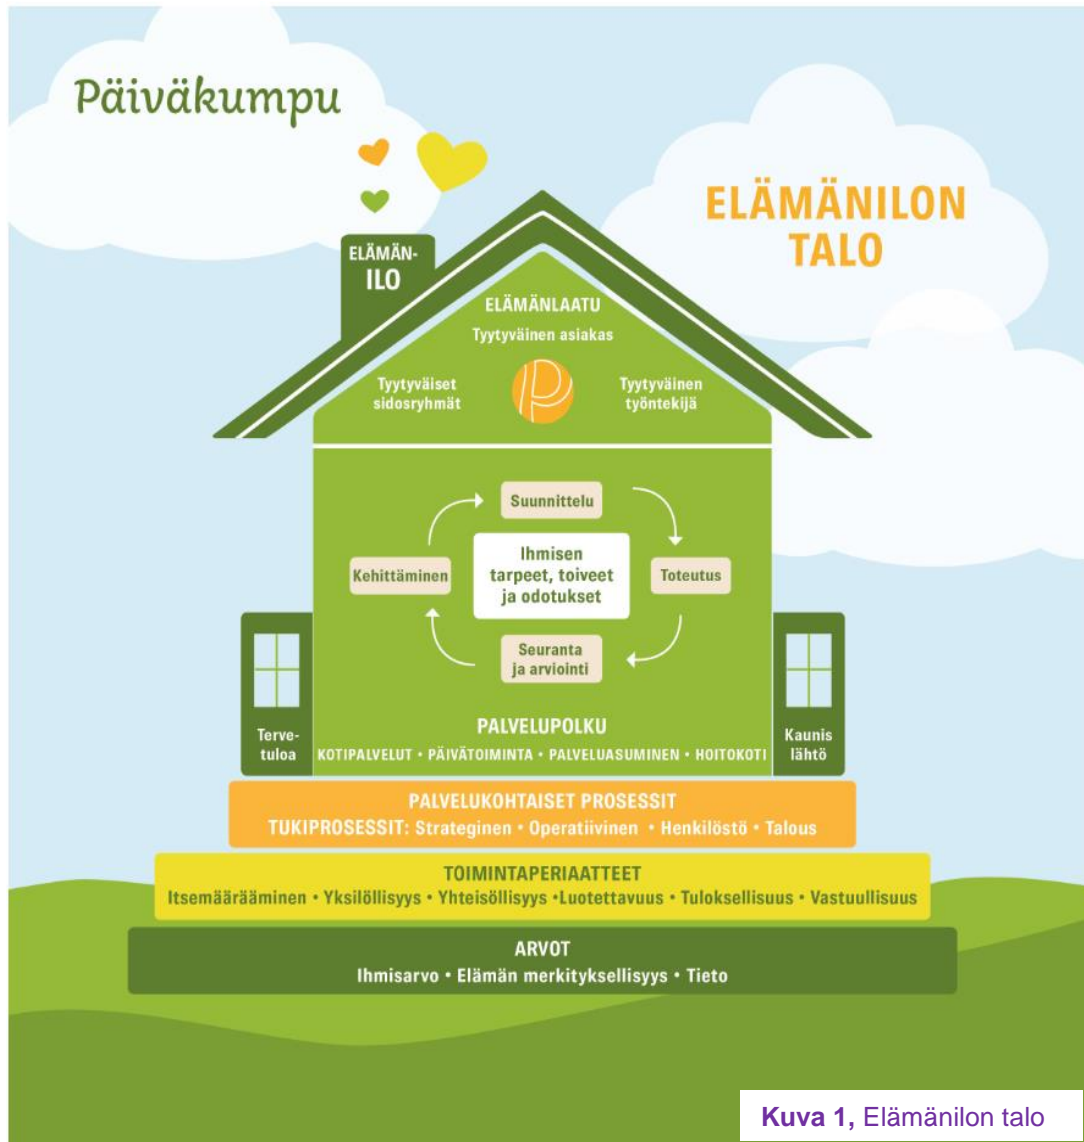 Päiväkumpu
ELÄMÄNILON
TALO
ELÄMÄN-
ILO
ELÄMÄNLAATU
Tyytyväinen asiakas
Tyytyväiset
sidosryhmät
Tyytyväinen
työntekijä
Suunnittelu
Kehittäminen
Ihmisen
tarpeet, toiveet
ja odotukset
Toteutus
Seuranta
ja arviointi
Terve-
tuloa
PALVELUPOLKU
KOTIPALVELUT • PÄIVÄTOIMINTA • PALVELUASUMINEN • HOITOKOTI
Kaunis
lähtö
PALVELUKOHTAISET PROSESSIT
TUKIPROSESSIT: Strateginen • Operatiivinen • Henkilöstö • Talous
TOIMINTAPERIAATTEET
Itsemäärääminen • Yksilöllisyys • Yhteisöllisyys •Luotettavuus • Tuloksellisuus • Vastuullisuus
ARVOT
Ihmisarvo • Elämän merkityksellisyys • Tieto
Kuva 1, Elämänilon talo